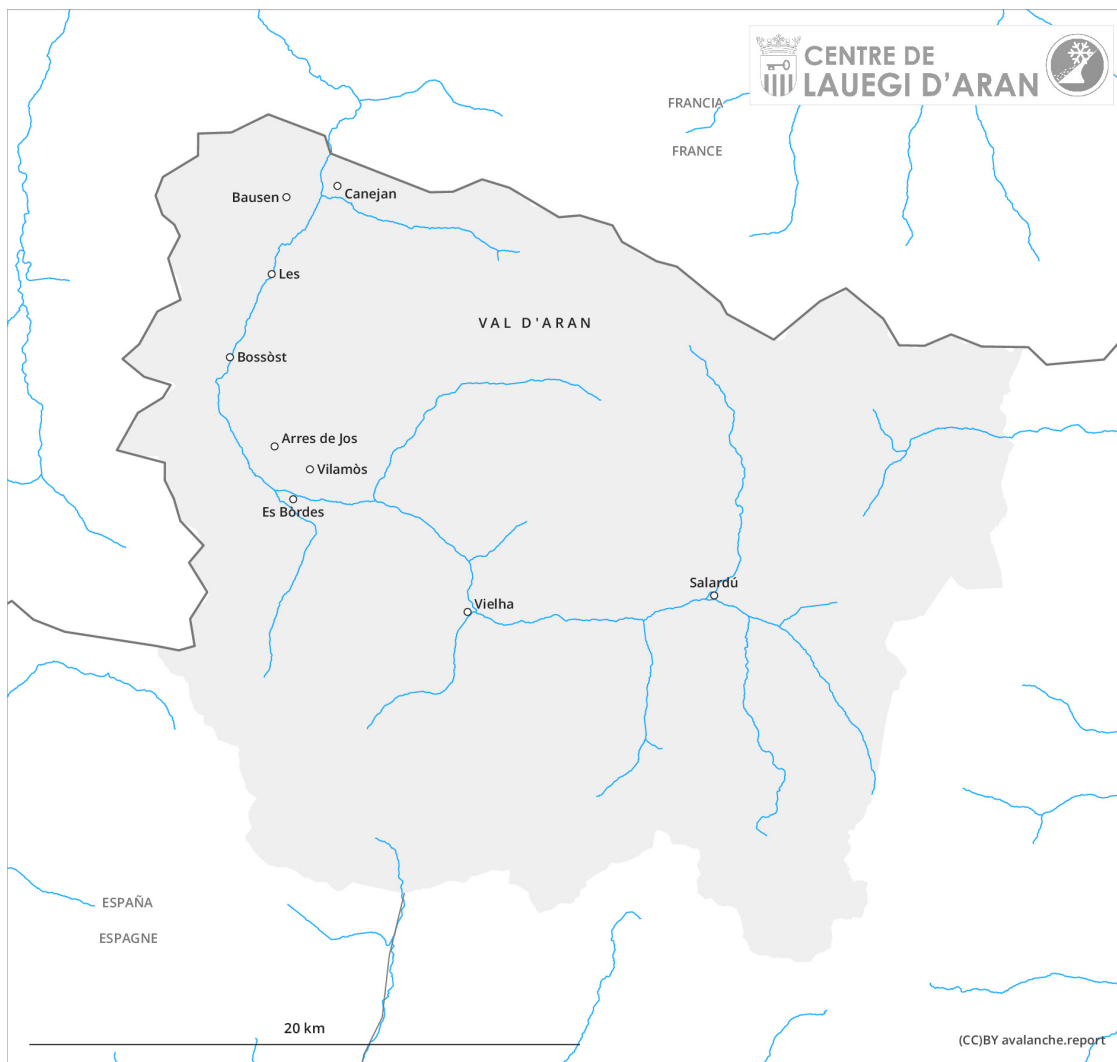 CENTRE DE
LAUEGI D'ARAN
FRANCIA
FRANCE
Bausen
Canejan
Les
VAL D'ARAN
Bossòst
Arres de Jos
Vilamòs
Es Bòrdes
Salardú
Vielha
ESPAÑA
ESPAGNE
20 km
(CC)BY avalanche.report